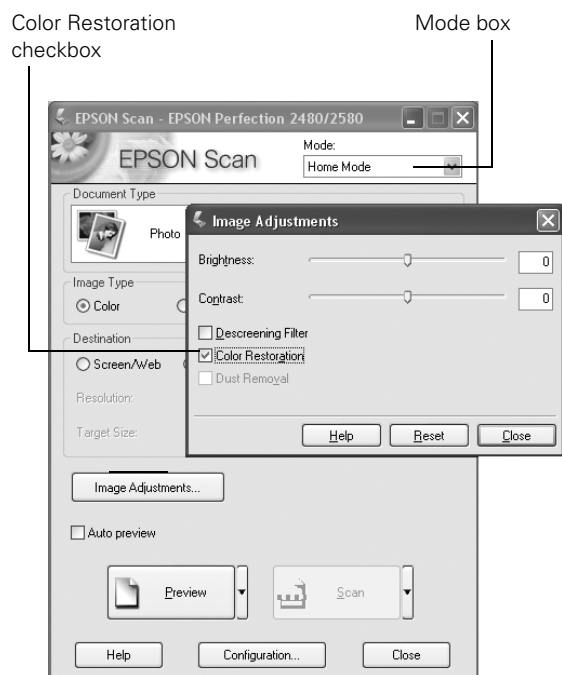 Color Restoration
checkbox
Mode box
EPSON Scan - EPSON Perfection 2480/2580
EPSON Scan
Mode:
Home Mode
Document Type
Photo
Image Adjustments
Brightness:
0
Contrast:
0
Descreening Filter
Color Restoration
Dust Removal
Help Reset Close
Image Type
Color
Destination
Screen/Web
Resolution:
Target Size:
Image Adjustments...
Auto preview
Preview Scan
Help Configuration... Close